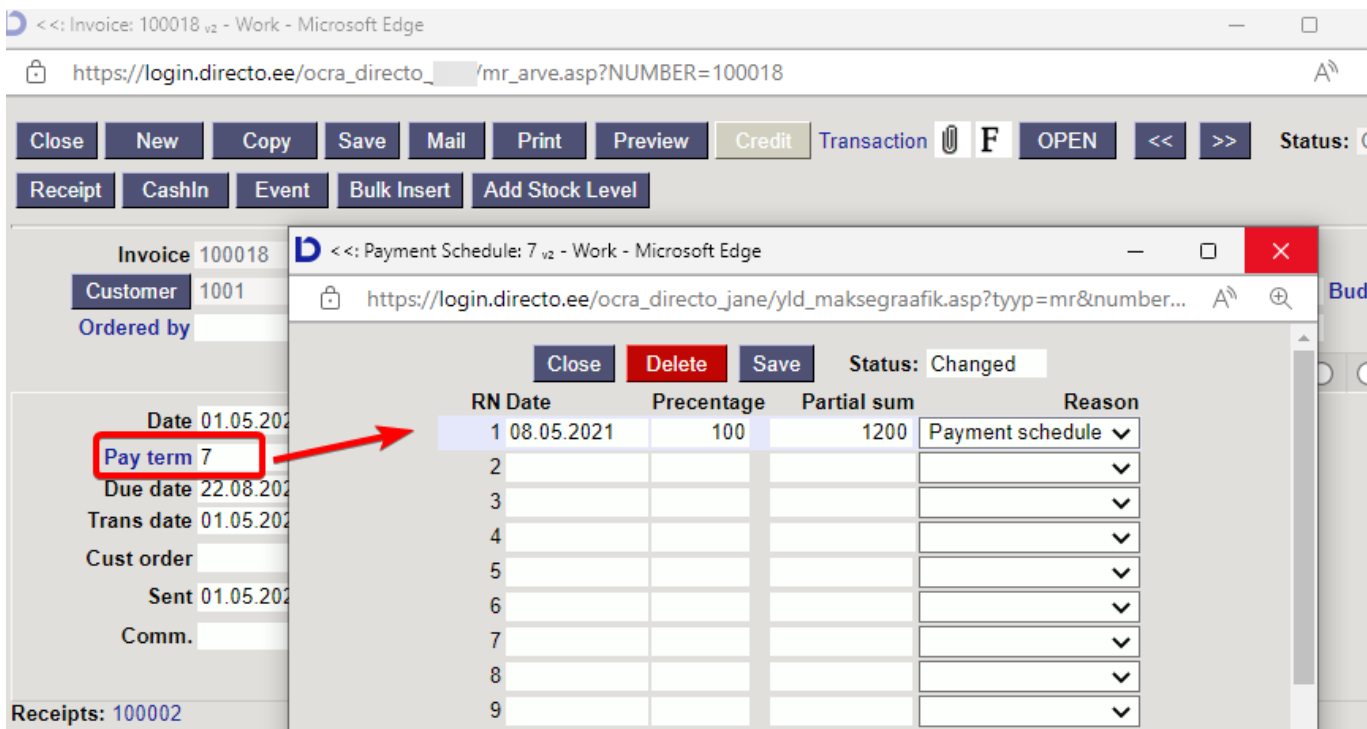 <<: Invoice: 100018 v2 - Work - Microsoft Edge
https://login.directo.ee/ocra_directo_ /mr_arve.asp?NUMBER=100018
Close New Copy Save Mail Print Preview Credit Transaction F OPEN << >> Status:
Receipt CashIn Event Bulk Insert Add Stock Level
Invoice 100018
Customer 1001
Ordered by
Date 01.05.202
Pay term 7
Due date 22.08.202
Trans date 01.05.202
Cust order
Sent 01.05.202
Comm.
Receipts: 100002
<<: Payment Schedule: 7 v2 - Work - Microsoft Edge
https://login.directo.ee/ocra_directo_jane/yld_maksegraafik.asp?tyyp=mr&number...
Close Delete Save Status: Changed
RN Date Precentage Partial sum Reason
1 08.05.2021 100 1200 Payment schedule
2
3
4
5
6
7
8
9
Bud